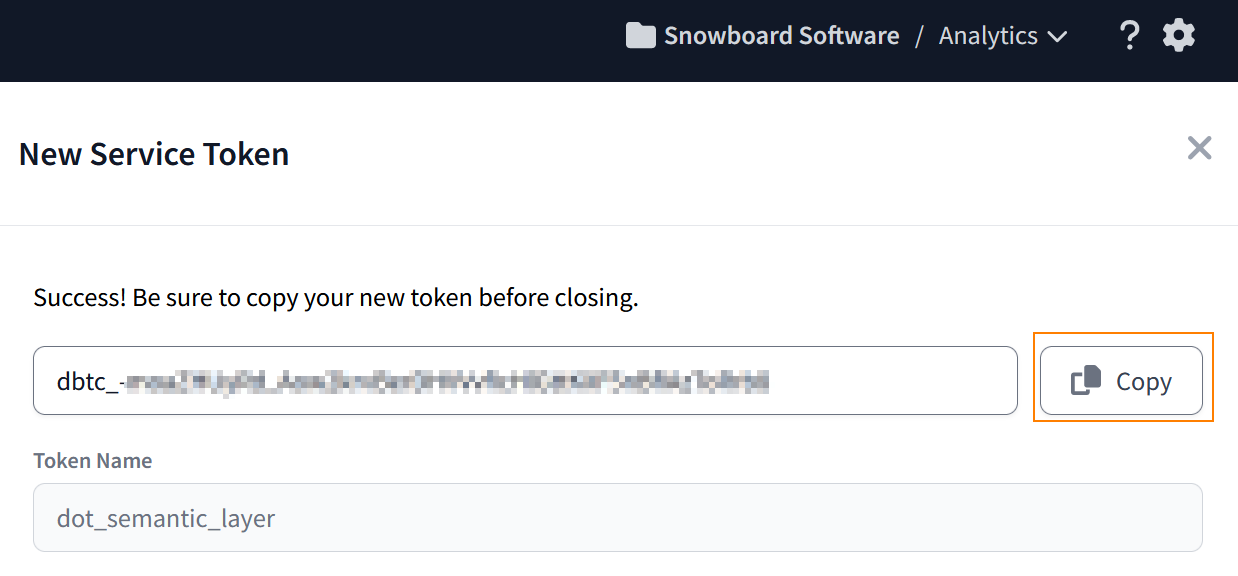 Snowboard Software / Analytics
?
New Service Token
Success! Be sure to copy your new token before closing.
dbtc_-
Copy
Token Name
dot_semantic_layer